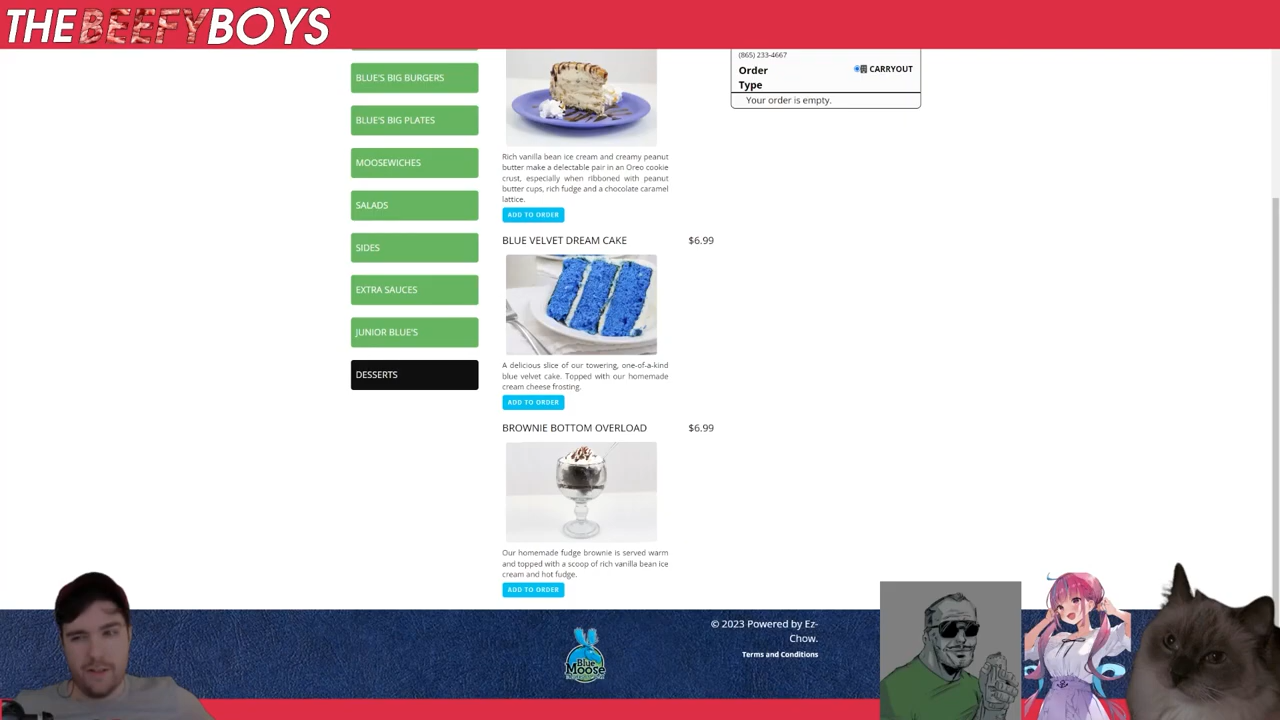 THEBEEFYBOYS
BLUE'S BIG BURGERS
BLUE'S BIG PLATES
MOOSEWICHES
SALADS
SIDES
EXTRA SAUCES
JUNIOR BLUE'S
DESSERTS
Rich vanilla bean ice cream and creamy peanut
butter make a delectable pair in an Oreo cookie
crust, especially when ribboned with peanut
butter cups, rich fudge and a chocolate caramel
lattice.
ADD TO ORDER
BLUE VELVET DREAM CAKE $6.99
A delicious slice of our towering, one-of-a-kind
blue velvet cake. Topped with our homemade
cream cheese frosting.
ADD TO ORDER
BROWNIE BOTTOM OVERLOAD $6.99
Our homemade fudge brownie is served warm
and topped with a scoop of rich vanilla bean ice
cream and hot fudge.
ADD TO ORDER
(865) 233-4667
Order
Type
CARRYOUT
Your order is empty.
Blue
Moose
© 2023 Powered by Ez-
Chow.
Terms and Conditions